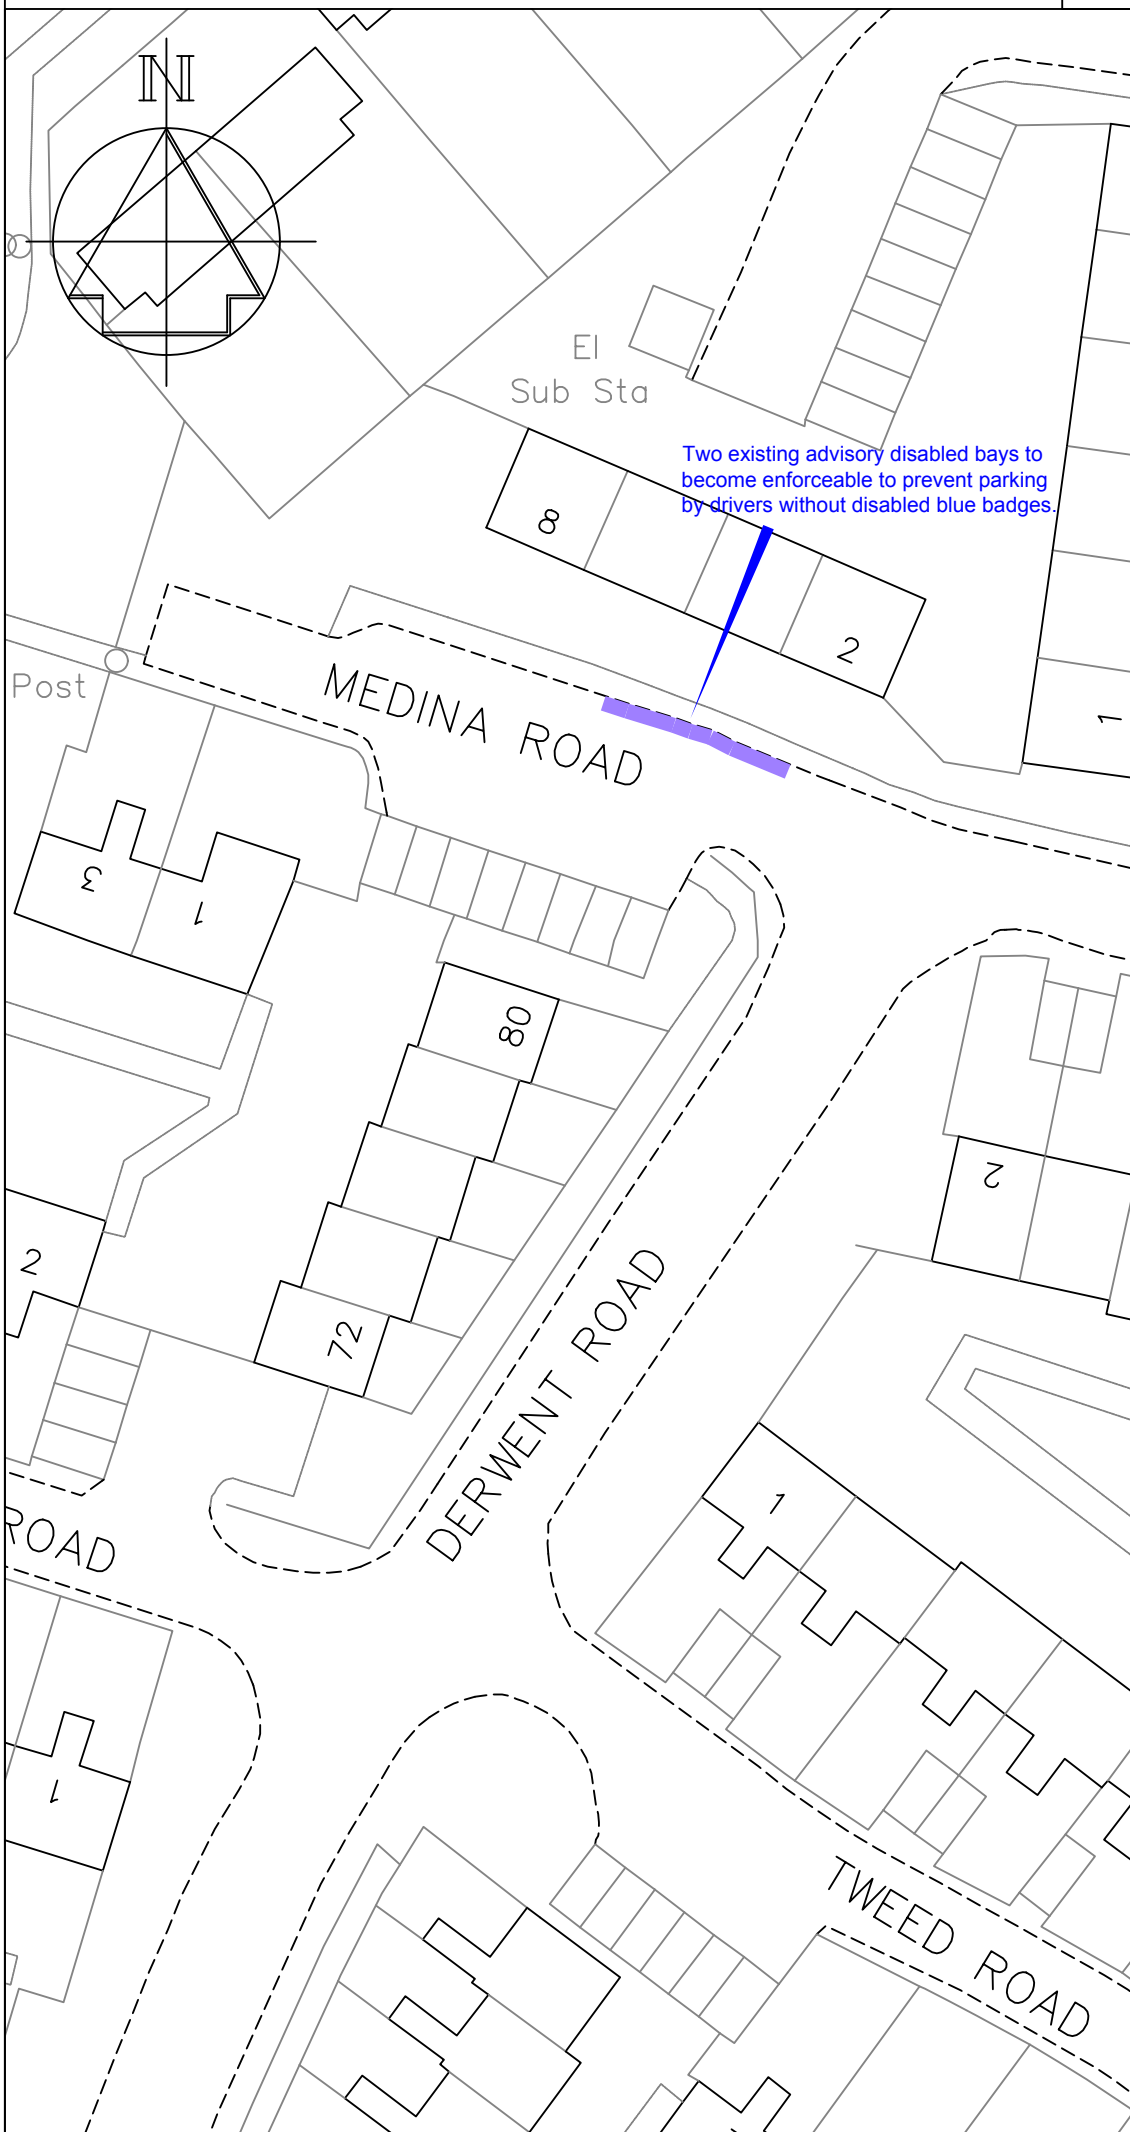 N
El
Sub Sta
Two existing advisory disabled bays to
become enforceable to prevent parking
by drivers without disabled blue badges.
8
2
1
Post
MEDINA ROAD
3
1
80
2
2
72
DERWENT ROAD
1
ROAD
1
TWEED ROAD